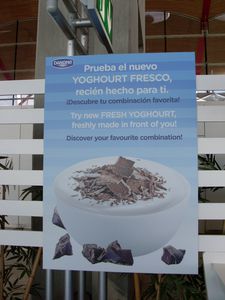 DANONE
Prueba el nuevo
YOGHOURT FRESCO,
recién hecho para ti.
¡Descubre tu combinación favorita!
Try new FRESH YOGHOURT,
freshly made in front of you!
Discover your favourite combination!